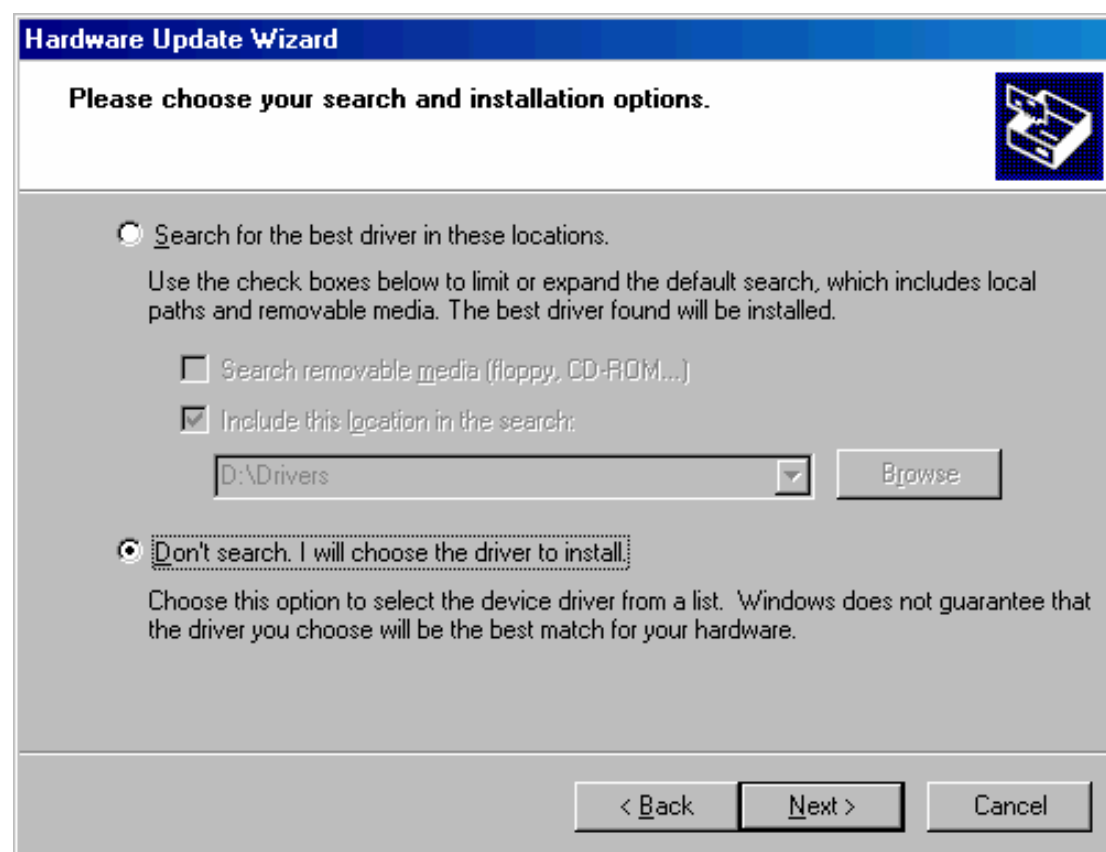 Hardware Update Wizard
Please choose your search and installation options.
Search for the best driver in these locations.
Use the check boxes below to limit or expand the default search, which includes local
paths and removable media. The best driver found will be installed.
Search removable media (floppy, CD-ROM...)
Include this location in the search:
D:\Drivers
Browse
Don't search. I will choose the driver to install.
Choose this option to select the device driver from a list.  Windows does not guarantee that
the driver you choose will be the best match for your hardware.
< Back Next > Cancel